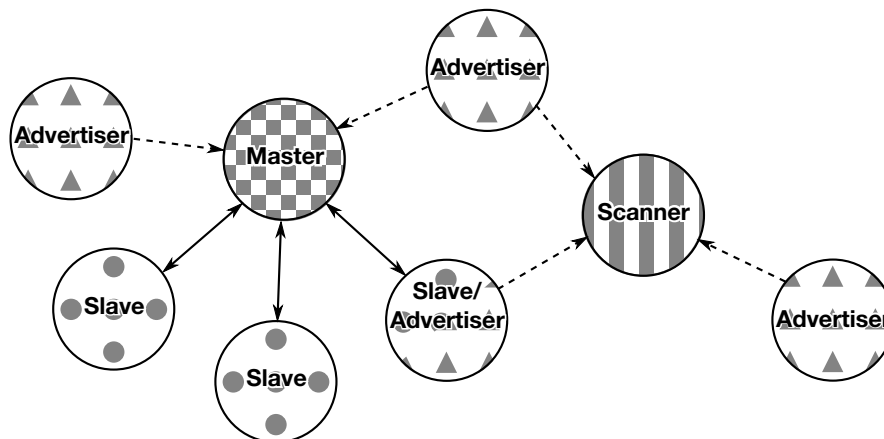 Advertiser
Advertiser
Master
Scanner
Slave
Slave/
Advertiser
Advertiser
Slave